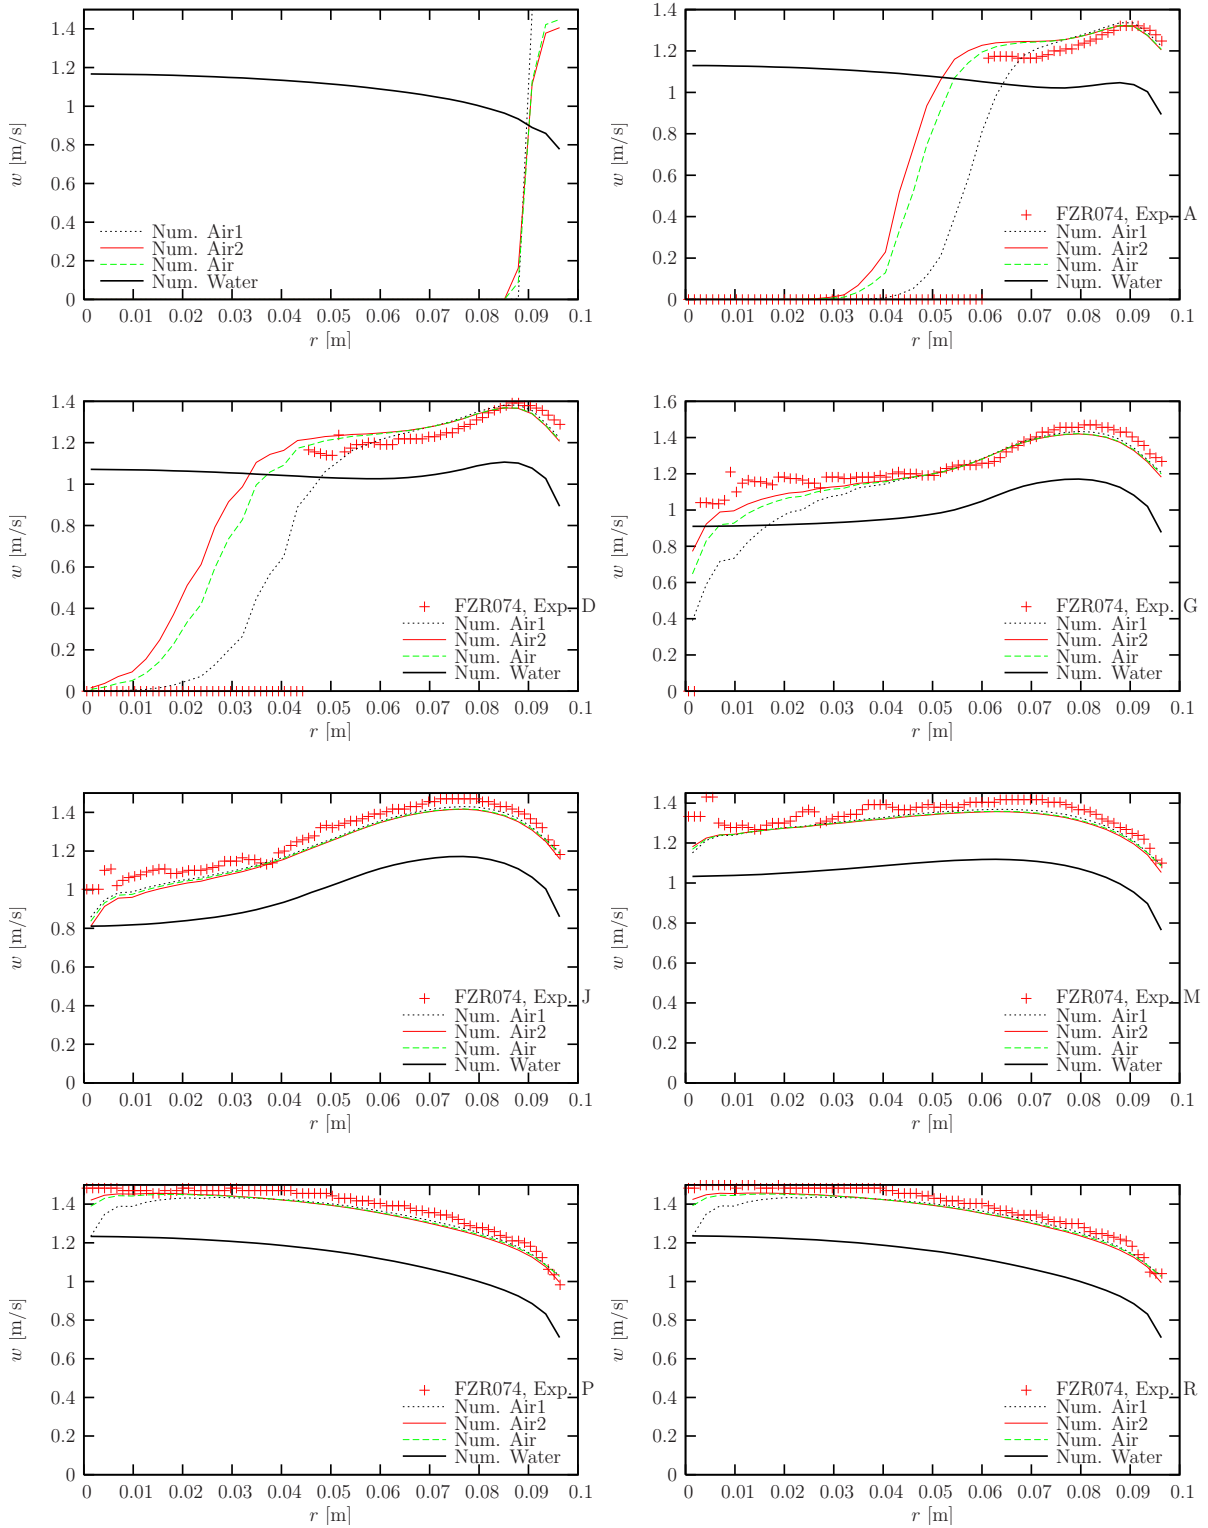 1.4
1.2
1
0.8
0.6
0.4
0.2
0
w [m/s]
Num. Air1
Num. Air2
Num. Air
Num. Water
0 0.01 0.02 0.03 0.04 0.05 0.06 0.07 0.08 0.09 0.1
r [m]
1.4
1.2
1
0.8
0.6
0.4
0.2
0
w [m/s]
FZR074, Exp. A
Num. Air1
Num. Air2
Num. Air
Num. Water
0 0.01 0.02 0.03 0.04 0.05 0.06 0.07 0.08 0.09 0.1
r [m]
1.4
1.2
1
0.8
0.6
0.4
0.2
0
w [m/s]
FZR074, Exp. D
Num. Air1
Num. Air2
Num. Air
Num. Water
0 0.01 0.02 0.03 0.04 0.05 0.06 0.07 0.08 0.09 0.1
r [m]
1.6
1.4
1.2
1
0.8
0.6
0.4
0.2
0
w [m/s]
FZR074, Exp. G
Num. Air1
Num. Air2
Num. Air
Num. Water
0 0.01 0.02 0.03 0.04 0.05 0.06 0.07 0.08 0.09 0.1
r [m]
1.4
1.2
1
0.8
0.6
0.4
0.2
0
w [m/s]
FZR074, Exp. J
Num. Air1
Num. Air2
Num. Air
Num. Water
0 0.01 0.02 0.03 0.04 0.05 0.06 0.07 0.08 0.09 0.1
r [m]
1.4
1.2
1
0.8
0.6
0.4
0.2
0
w [m/s]
FZR074, Exp. M
Num. Air1
Num. Air2
Num. Air
Num. Water
0 0.01 0.02 0.03 0.04 0.05 0.06 0.07 0.08 0.09 0.1
r [m]
1.4
1.2
1
0.8
0.6
0.4
0.2
0
w [m/s]
FZR074, Exp. P
Num. Air1
Num. Air2
Num. Air
Num. Water
0 0.01 0.02 0.03 0.04 0.05 0.06 0.07 0.08 0.09 0.1
r [m]
1.4
1.2
1
0.8
0.6
0.4
0.2
0
w [m/s]
FZR074, Exp. R
Num. Air1
Num. Air2
Num. Air
Num. Water
0 0.01 0.02 0.03 0.04 0.05 0.06 0.07 0.08 0.09 0.1
r [m]